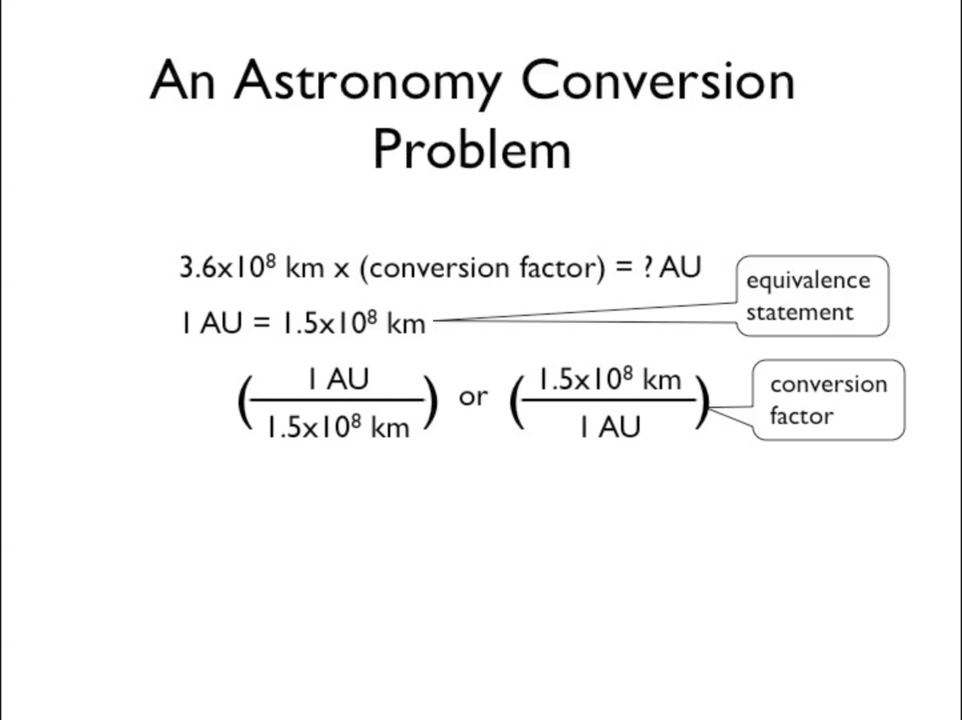 An Astronomy Conversion
Problem
3.6x10⁸ km x (conversion factor) = ? AU
1 AU = 1.5x10⁸ km
equivalence
statement
(1 AU / 1.5x10⁸ km) or (1.5x10⁸ km / 1 AU)
conversion
factor